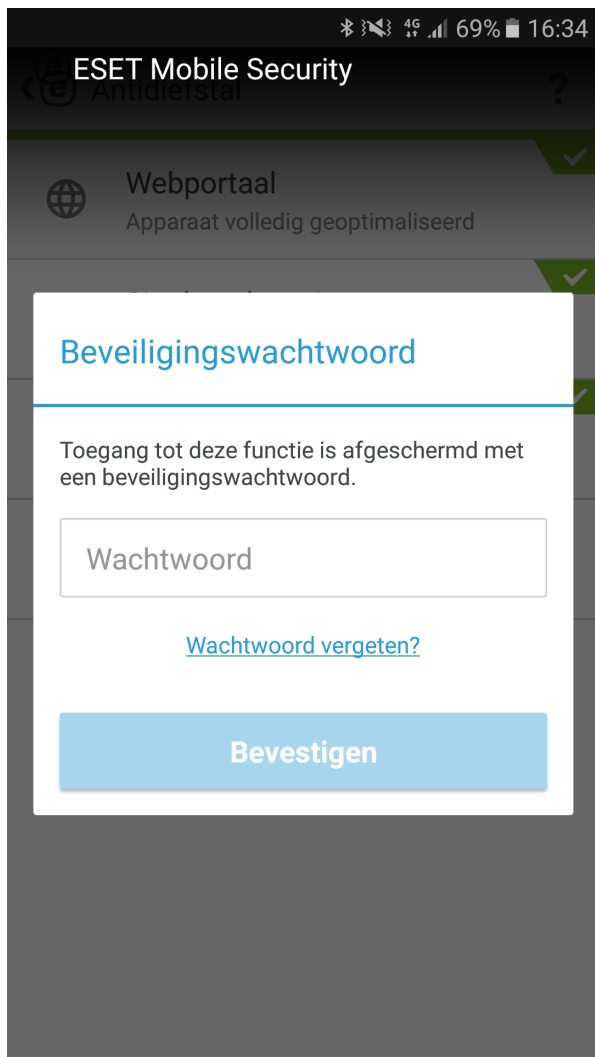 4G 69% 16:34
ESET Mobile Security
Antidiefstal ?
Webportaal
Apparaat volledig geoptimaliseerd
Beveiligingswachtwoord
Toegang tot deze functie is afgeschermd met
een beveiligingswachtwoord.
Wachtwoord
Wachtwoord vergeten?
Bevestigen